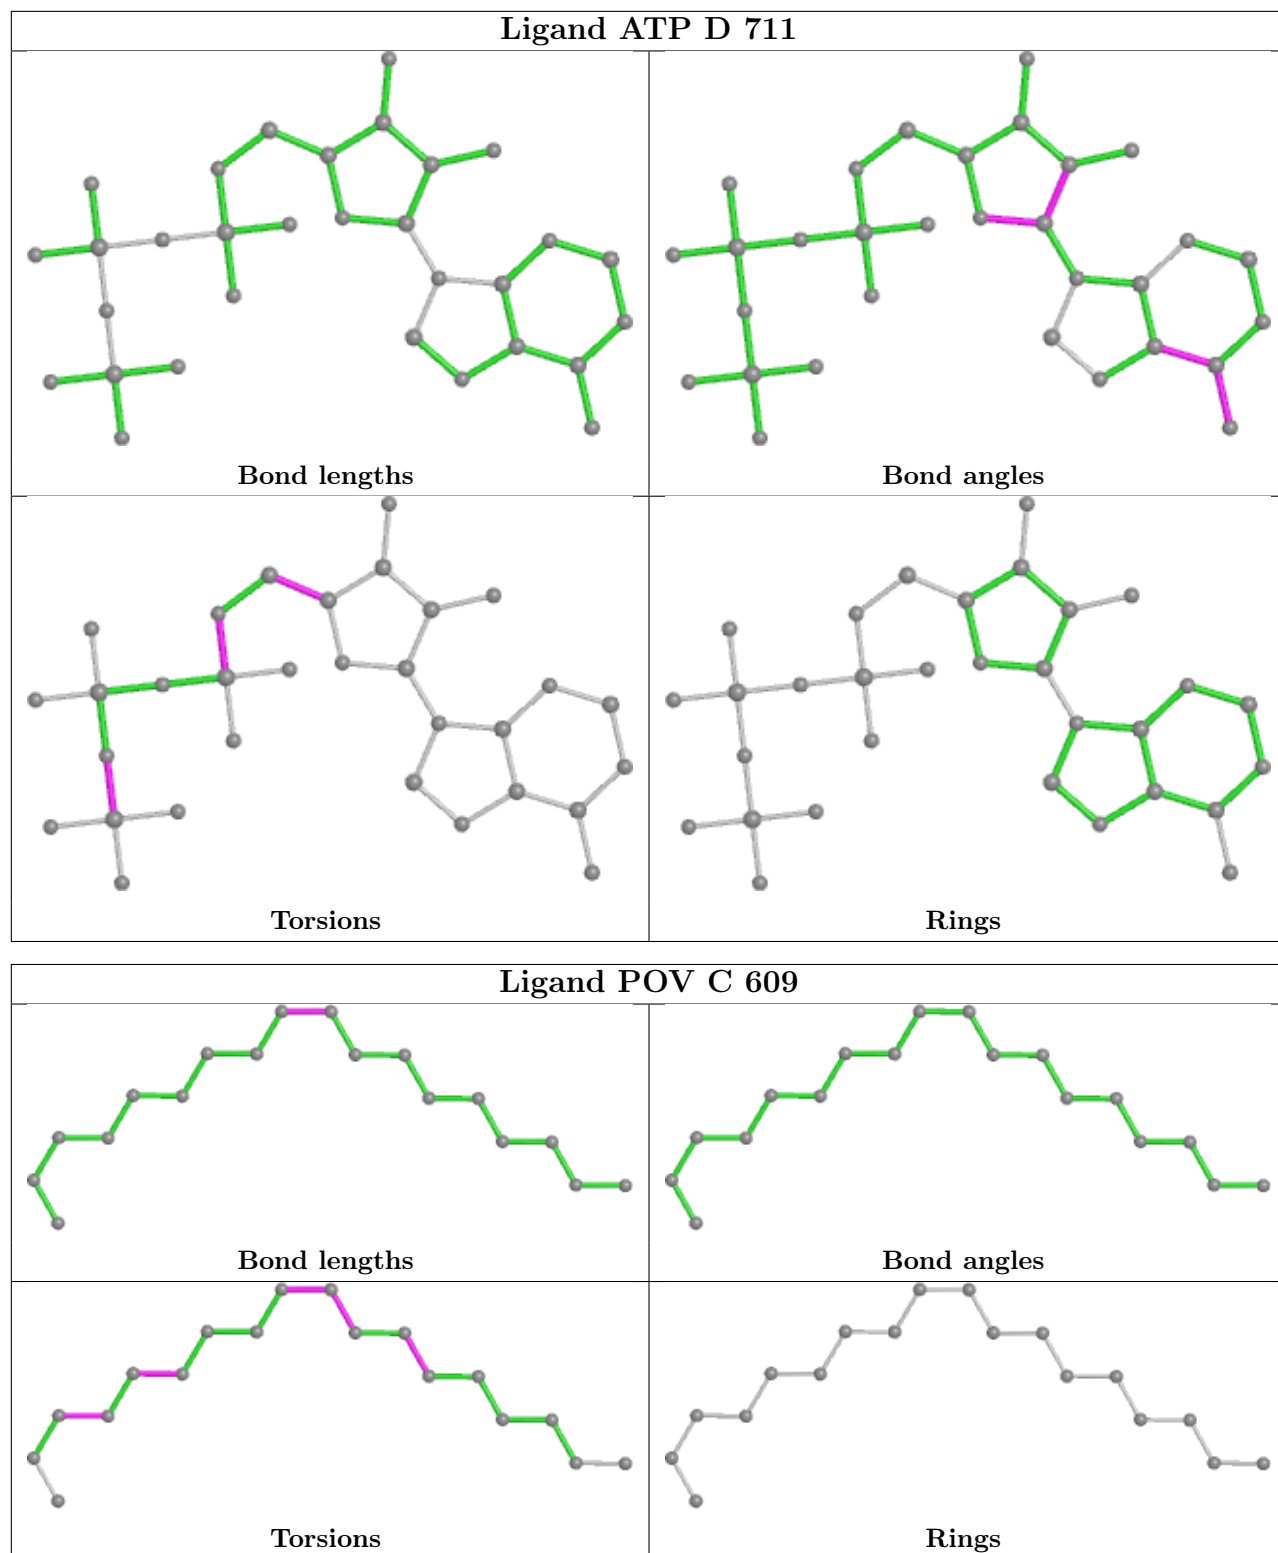 Ligand ATP D 711
Bond lengths
Bond angles
Torsions
Rings
Ligand POV C 609
Bond lengths
Bond angles
Torsions
Rings